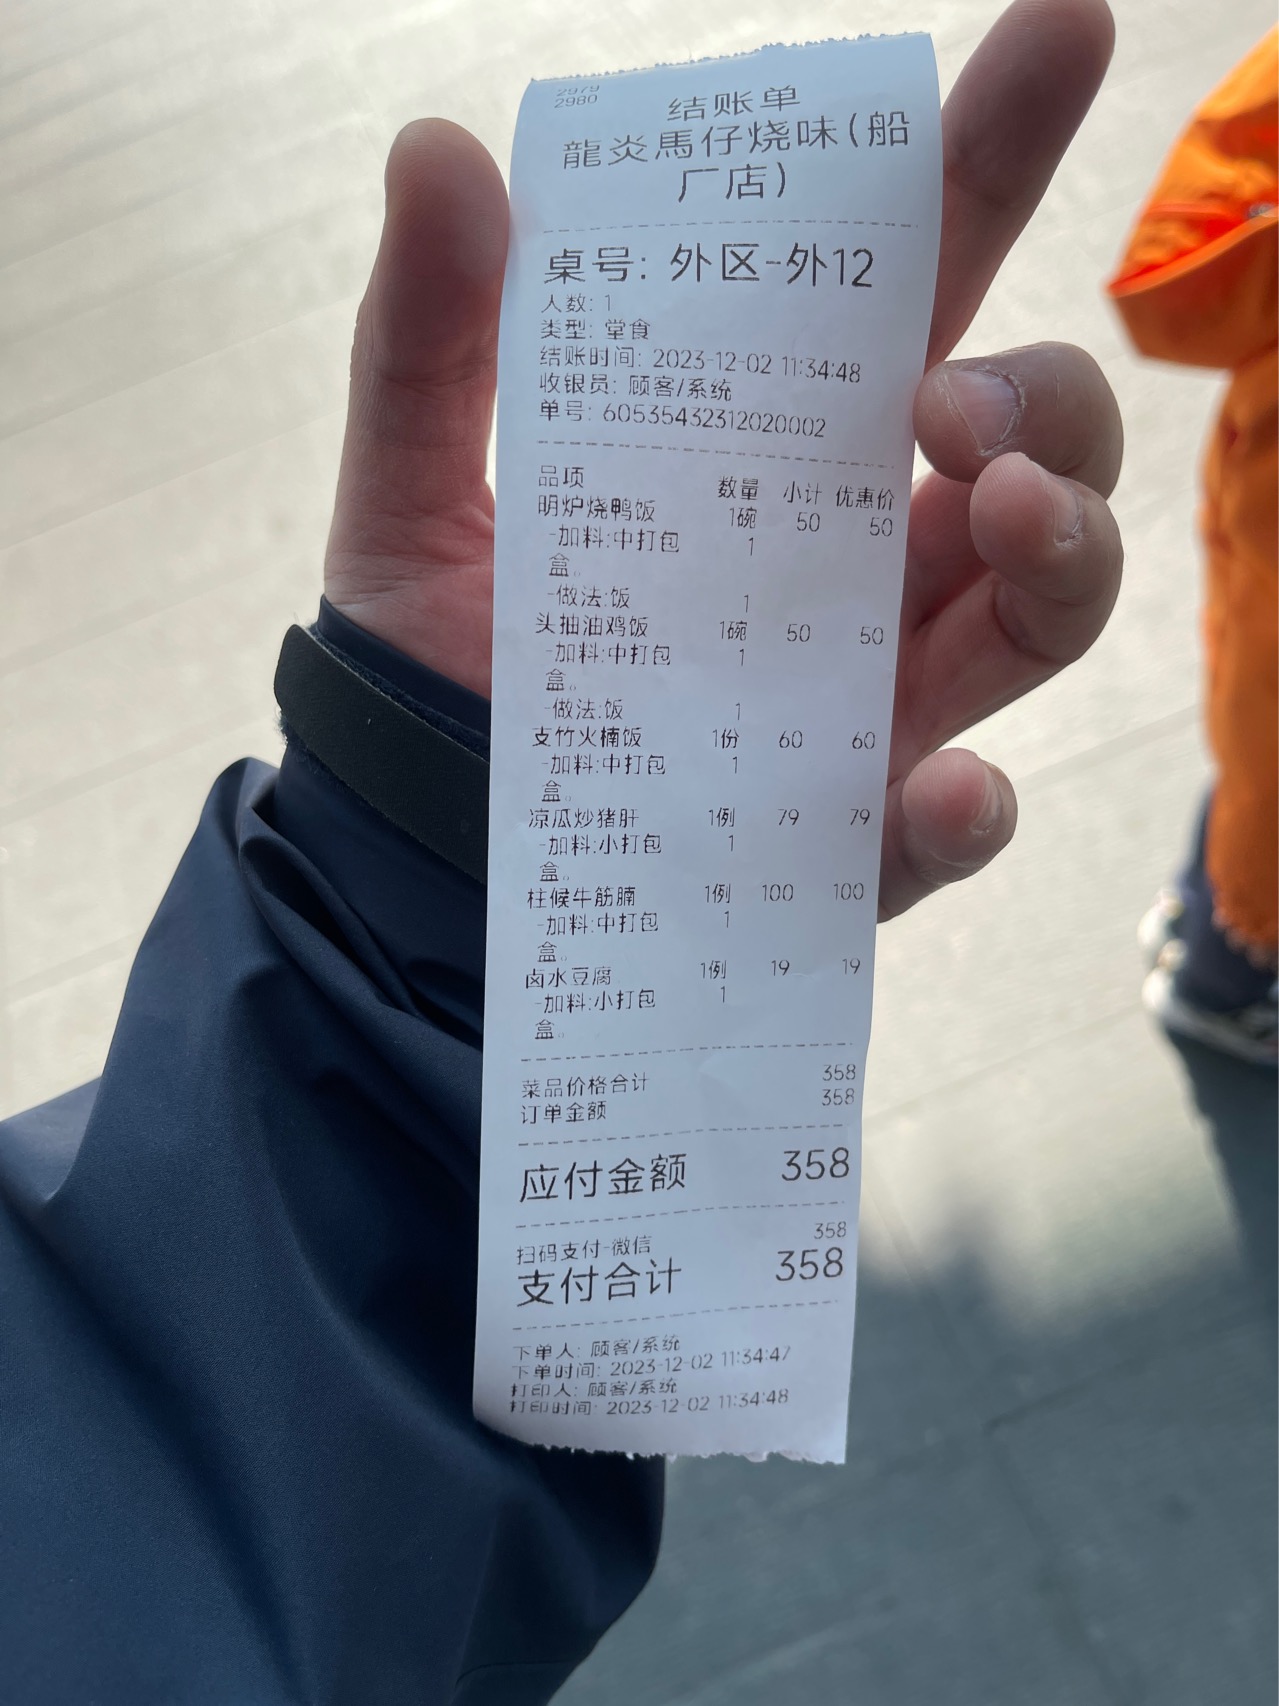 2979
2980
结账单
龍炎馬仔烧味(船
厂店)
桌号: 外区-外12
人数: 1
类型: 堂食
结账时间: 2023-12-02 11:34:48
收银员: 顾客/系统
单号: 60535432312020002
品项 数量 小计 优惠价
明炉烧鸭饭 1碗 50 50
-加料:中打包 1
盒。
-做法:饭 1
头抽油鸡饭 1碗 50 50
-加料:中打包 1
盒。
-做法:饭 1
支竹火楠饭 1份 60 60
-加料:中打包 1
盒。
凉瓜炒猪肝 1例 79 79
-加料:小打包 1
盒。
柱候牛筋腩 1例 100 100
-加料:中打包 1
盒。
卤水豆腐 1例 19 19
-加料:小打包 1
盒。
菜品价格合计 358
订单金额 358
应付金额 358
扫码支付-微信 358
支付合计 358
下单人: 顾客/系统
下单时间: 2023-12-02 11:34:47
打印人: 顾客/系统
打印时间: 2023-12-02 11:34:48